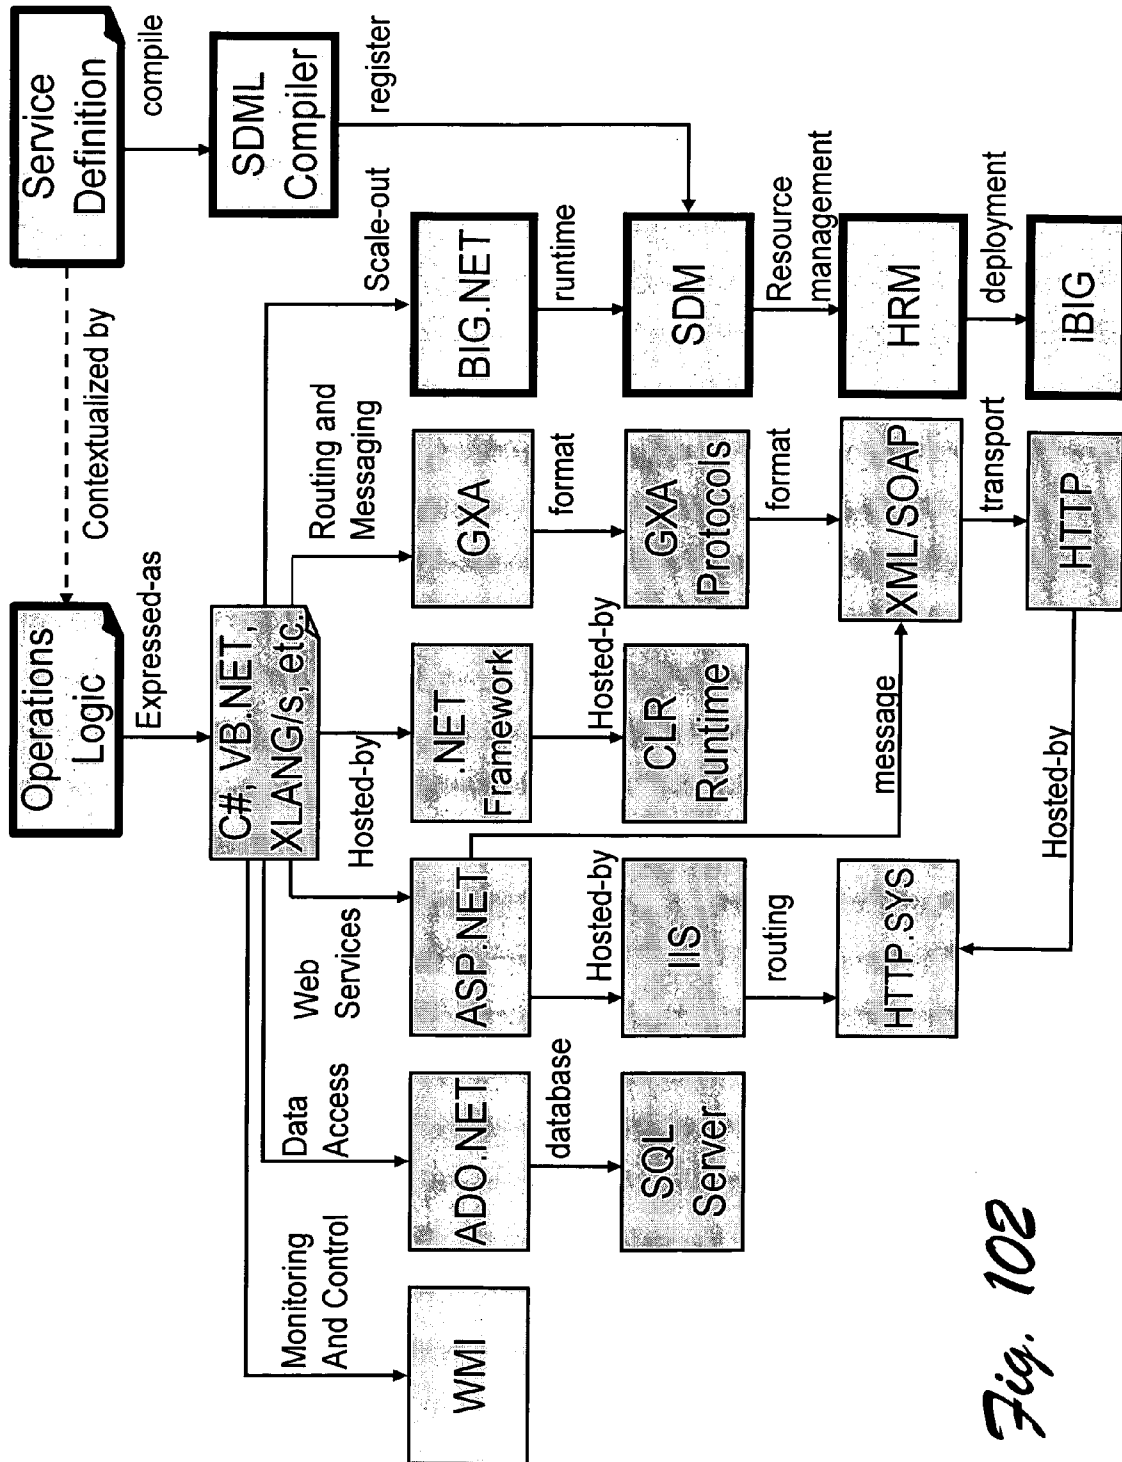 Operations
Logic
Contextualized by
Service
Definition
Expressed-as
compile
C#, VB.NET,
XLANG/s, etc.
SDML
Compiler
register
Monitoring
And Control
Data
Access
Web
Services
Hosted-by
Routing and
Messaging
Scale-out
WMI
ADO.NET
ASP.NET
.NET
Framework
GXA
BIG.NET
database
Hosted-by
Hosted-by
format
runtime
SQL
Server
IIS
CLR
Runtime
GXA
Protocols
SDM
routing
message
format
Resource
management
HTTP.SYS
XML/SOAP
HRM
Hosted-by
transport
deployment
HTTP
iBIG
Fig. 102